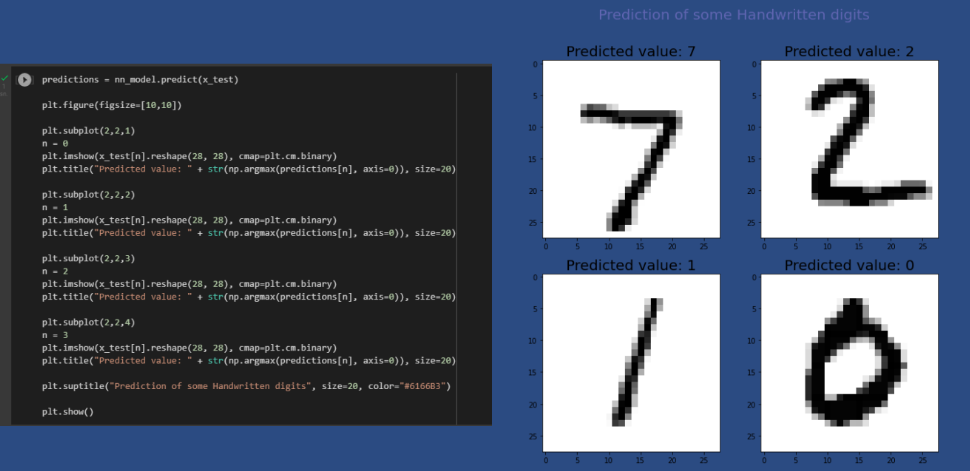 predictions = nn_model.predict(x_test)
plt.figure(figsize=[10,10])
plt.subplot(2,2,1)
n = 0
plt.imshow(x_test[n].reshape(28, 28), cmap=plt.cm.binary)
plt.title("Predicted value: " + str(np.argmax(predictions[n], axis=0)), size=20)
plt.subplot(2,2,2)
n = 1
plt.imshow(x_test[n].reshape(28, 28), cmap=plt.cm.binary)
plt.title("Predicted value: " + str(np.argmax(predictions[n], axis=0)), size=20)
plt.subplot(2,2,3)
n = 2
plt.imshow(x_test[n].reshape(28, 28), cmap=plt.cm.binary)
plt.title("Predicted value: " + str(np.argmax(predictions[n], axis=0)), size=20)
plt.subplot(2,2,4)
n = 3
plt.imshow(x_test[n].reshape(28, 28), cmap=plt.cm.binary)
plt.title("Predicted value: " + str(np.argmax(predictions[n], axis=0)), size=20)
plt.suptitle("Prediction of some Handwritten digits", size=20, color="#6166B3")
plt.show()
Prediction of some Handwritten digits
Predicted value: 7
0
5
10
15
20
25
7
0 5 10 15 20 25
Predicted value: 2
0
5
10
15
20
25
2
0 5 10 15 20 25
Predicted value: 1
0
5
10
15
20
25
1
0 5 10 15 20 25
Predicted value: 0
0
5
10
15
20
25
0
0 5 10 15 20 25